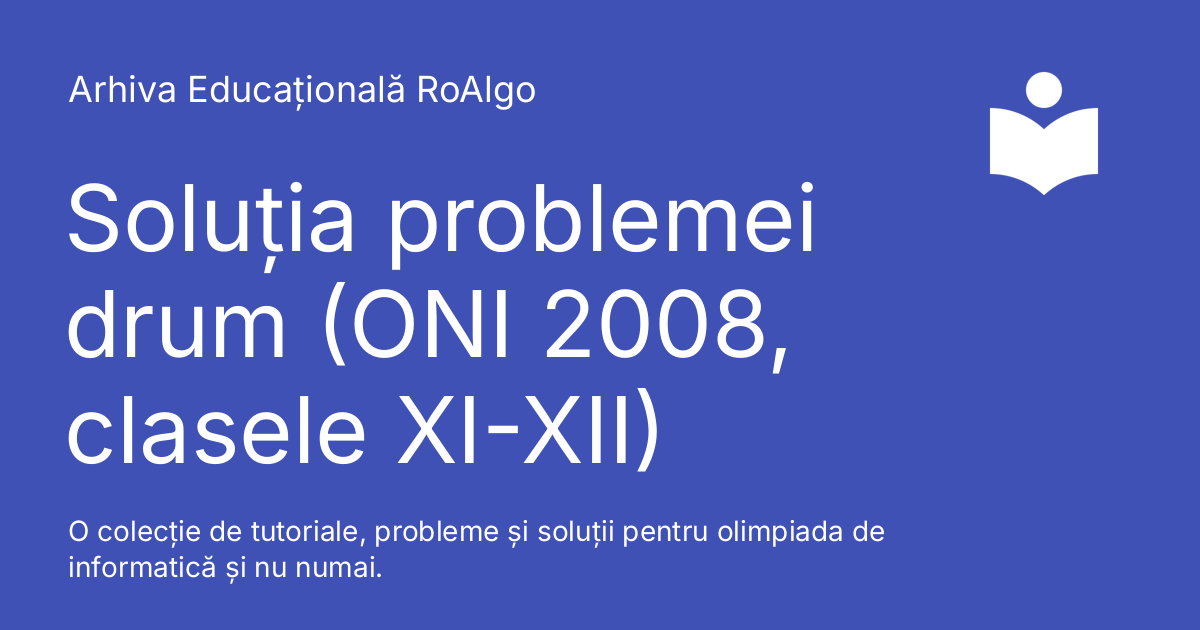 Arhiva Educațională RoAlgo
Soluția problemei
drum (ONI 2008,
clasele XI-XII)
O colecție de tutoriale, probleme și soluții pentru olimpiada de
informatică și nu numai.